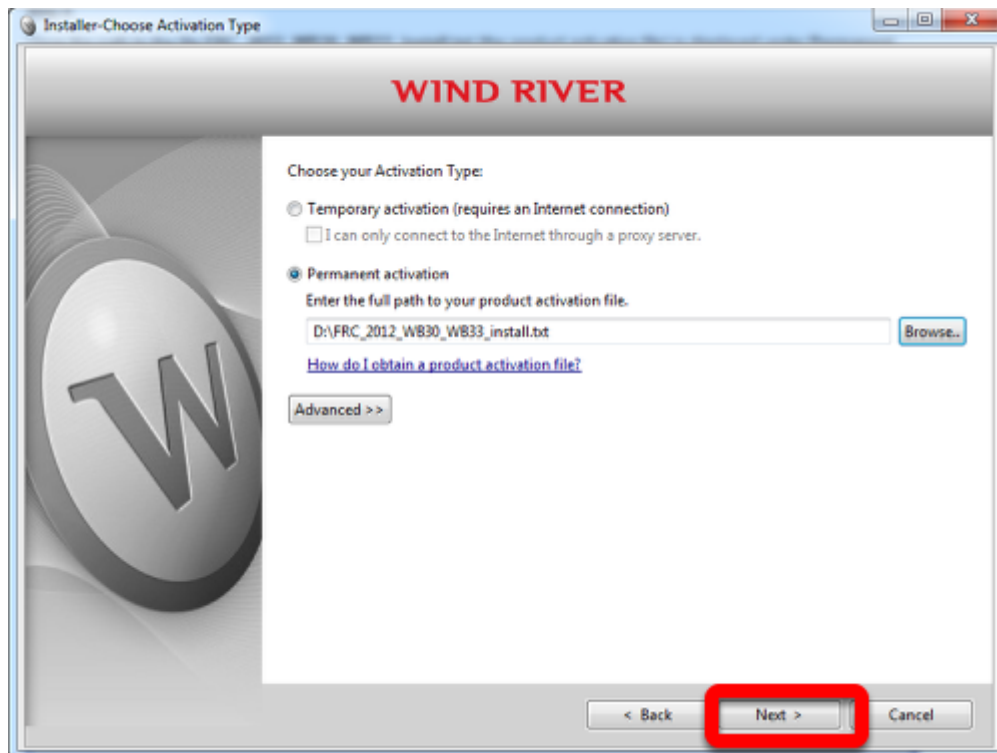 Installer-Choose Activation Type
WIND RIVER
Choose your Activation Type:
Temporary activation (requires an Internet connection)
I can only connect to the Internet through a proxy server.
Permanent activation
Enter the full path to your product activation file.
D:\FRC_2012_WB30_WB33_install.txt
Browse..
How do I obtain a product activation file?
Advanced >>
W
< Back Next > Cancel